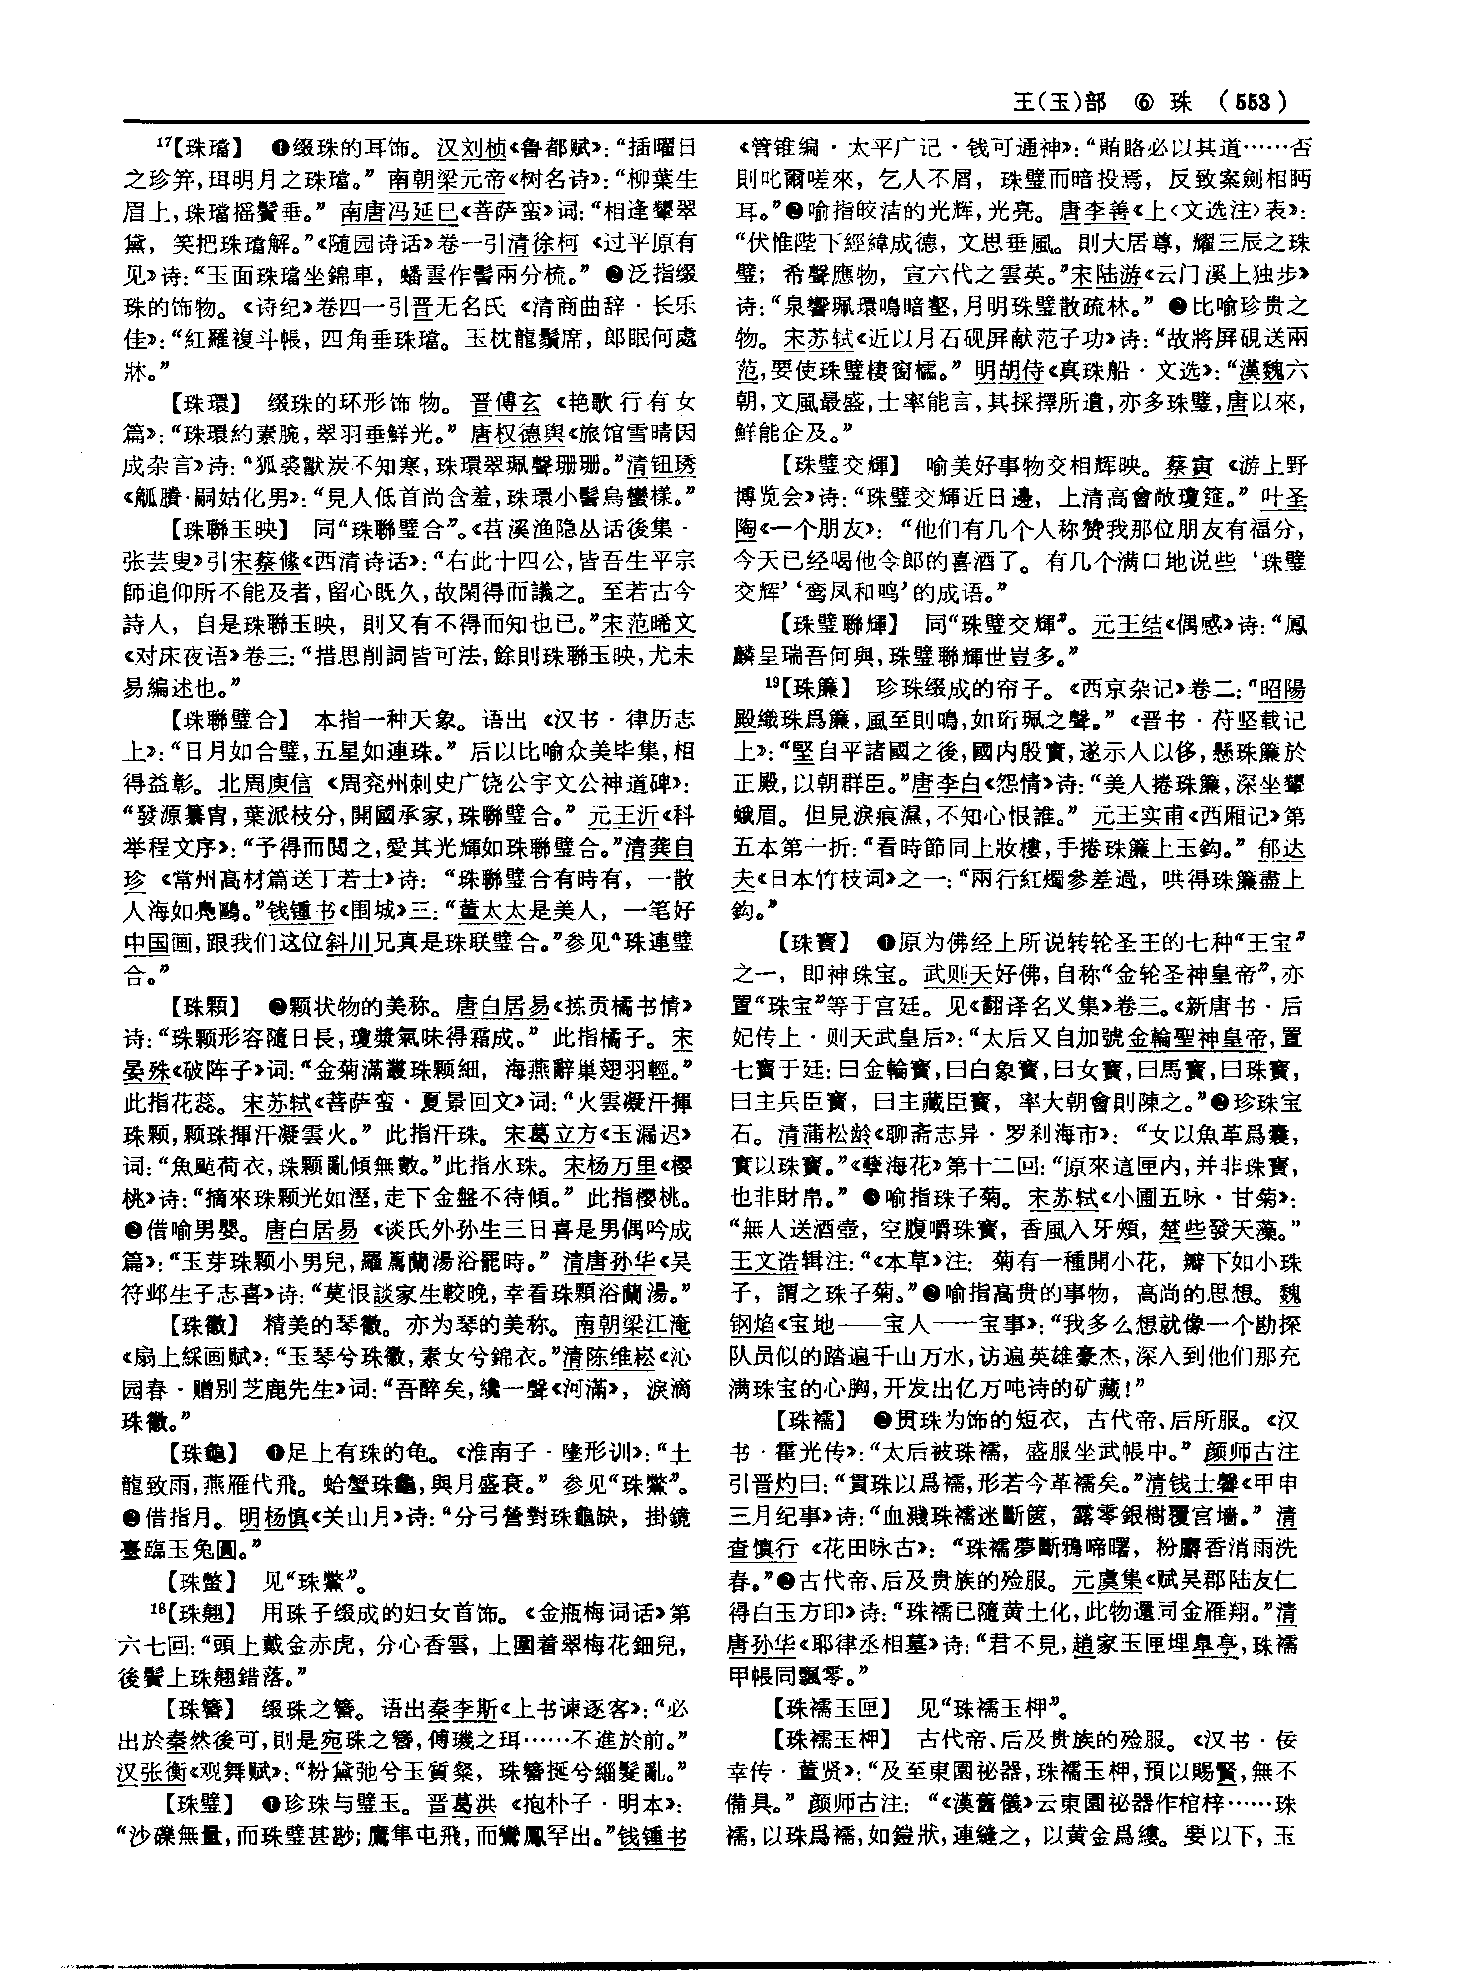 王(玉)部　⑥　珠　(553)
17【珠璫】　❶缀珠的耳饰。汉刘桢《鲁都赋》：“插曜日
之珍笄，珥明月之珠璫。”南朝梁元帝《树名诗》：“柳葉生
眉上，珠璫摇鬢垂。”南唐冯延巳《菩萨蛮》词：“相逢顰翠
黛，笑把珠璫解。”《随园诗话》卷一引清徐柯《过平原有
见》诗：“玉面珠璫坐錦車，蟠雲作髻兩分梳。”❷泛指缀
珠的饰物。《诗纪》卷四一引晋无名氏《清商曲辞·长乐
佳》：“紅羅複斗帳，四角垂珠璫。玉枕龍鬚席，郎眠何處
牀。”
【珠環】　缀珠的环形饰物。晋傅玄《艳歌行有女
篇》：“珠環約素腕，翠羽垂鮮光。”唐权德舆《旅馆雪晴因
成杂言》诗：“狐裘獸炭不知寒，珠環翠珮聲珊珊。”清钮琇
《觚賸·嗣姑化男》：“見人低首尚含羞，珠環小髻烏蠻樣。”
【珠聯玉映】　同“珠聯璧合”。《苕溪渔隐丛话後集·
张芸叟》引宋蔡絛《西清诗话》：“右此十四公，皆吾生平宗
師追仰所不能及者，留心既久，故閑得而議之。至若古今
詩人，自是珠聯玉映，則又有不得而知也已。”宋范晞文
《对床夜语》卷三：“措思削詞皆可法，餘則珠聯玉映，尤未
易編述也。”
【珠聯璧合】　本指一种天象。语出《汉书·律历志
上》：“日月如合璧，五星如連珠。”后以比喻众美毕集，相
得益彰。北周庾信《周兖州刺史广饶公宇文公神道碑》：
“發源纂胄，葉派枝分，開國承家，珠聯璧合。”元王沂《科
举程文序》：“予得而閲之，愛其光輝如珠聯璧合。”清龚自
珍《常州高材篇送丁若士》诗：“珠聯璧合有時有，一散
人海如凫鷗。”钱锺书《围城》三：“董太太是美人，一笔好
中国画，跟我们这位斜川兄真是珠联璧合。”参见“珠連璧
合。”
【珠顆】　❶颗状物的美称。唐白居易《拣贡橘书情》
诗：“珠颗形容隨日長，瓊漿氣味得霜成。”此指橘子。宋
晏殊《破阵子》词：“金菊滿叢珠颗細，海燕辭巢翅羽輕。”
此指花蕊。宋苏轼《菩萨蛮·夏景回文》词：“火雲凝汗揮
珠颗，颗珠揮汗凝雲火。”此指汗珠。宋葛立方《玉漏迟》
词：“魚颭荷衣，珠颗亂傾無數。”此指水珠。宋杨万里《樱
桃》诗：“摘來珠颗光如溼，走下金盤不待傾。”此指樱桃。
❷借喻男婴。唐白居易《谈氏外孙生三日喜是男偶吟成
篇》：“玉芽珠颗小男兒，羅薦蘭湯浴罷時。”清唐孙华《吴
符邺生子志喜》诗：“莫恨談家生較晚，幸看珠顆浴蘭湯。”
【珠徽】　精美的琴徽。亦为琴的美称。南朝梁江淹
《扇上綵画赋》：“玉琴兮珠徽，素女兮錦衣。”清陈维崧《沁
园春·赠别芝鹿先生》词：“吾醉矣，纔一聲《河滿》，淚滴
珠徽。”
【珠龜】　❶足上有珠的龟。《淮南子·墬形训》：“土
龍致雨，燕雁代飛。蛤蟹珠龜，與月盛衰。”参见“珠鱉”。
❷借指月。明杨慎《关山月》诗：“分弓營對珠龜缺，掛鏡
臺臨玉兔圓。”
【珠蟞】　见“珠鱉”。
18【珠翘】　用珠子缀成的妇女首饰。《金瓶梅词话》第
六七回：“頭上戴金赤虎，分心香雲，上圍着翠梅花鈿兒，
後鬢上珠翹錯落。”
【珠簪】　缀珠之簪。语出秦李斯《上书谏逐客》：“必
出於秦然後可，則是宛珠之簪，傅璣之珥……不進於前。”
汉张衡《观舞赋》：“粉黛弛兮玉質粲，珠簪挻兮緇髮亂。”
【珠璧】　❶珍珠与璧玉。晋葛洪《抱朴子·明本》：
“沙礫無量，而珠璧甚尠；鷹隼屯飛，而鸞鳳罕出。”钱锺书
《管锥编·太平广记·钱可通神》：“賄賂必以其道……否
則叱爾嗟來，乞人不屑，珠璧而暗投焉，反致案劍相眄
耳。”❷喻指皎洁的光辉，光亮。唐李善《上〈文选注〉表》：
“伏惟陛下經緯成德，文思垂風。則大居尊，耀三辰之珠
璧；希聲應物，宣六代之雲英。”宋陆游《云门溪上独步》
诗：“泉響珮環鳴暗壑，月明珠璧散疏林。”❸比喻珍贵之
物。宋苏轼《近以月石砚屏献范子功》诗：“故將屏硯送兩
范，要使珠璧棲窗櫺。”明胡侍《真珠船·文选》：“漢魏六
朝，文風最盛，士率能言，其採擇所遺，亦多珠璧，唐以來，
鮮能企及。”
【珠璧交輝】　喻美好事物交相辉映。蔡寅《游上野
博览会》诗：“珠璧交輝近日邊，上清高會敞瓊筵。”叶圣
陶《一个朋友》：“他们有几个人称赞我那位朋友有福分，
今天已经喝他令郎的喜酒了。有几个满口地说些‘珠璧
交辉’‘鸾凤和鸣’的成语。”
【珠璧聯輝】　同“珠璧交輝”。元王结《偶感》诗：“鳳
麟呈瑞吾何與，珠璧聯輝世豈多。”
19【珠簾】　珍珠缀成的帘子。《西京杂记》卷二：“昭陽
殿織珠爲簾，風至則鳴，如珩珮之聲。”《晋书·苻坚载记
上》：“堅自平諸國之後，國内殷實，遂示人以侈，懸珠簾於
正殿，以朝群臣。”唐李白《怨情》诗：“美人捲珠簾，深坐顰
蛾眉。但見淚痕濕，不知心恨誰。”元王实甫《西厢记》第
五本第一折：“看時節同上妝樓，手捲珠簾上玉鈎。”郁达
夫《日本竹枝词》之一：“兩行紅燭參差過，哄得珠簾盡上
鈎。”
【珠寶】　❶原为佛经上所说转轮圣王的七种“王宝”
之一，即神珠宝。武则天好佛，自称“金轮圣神皇帝”，亦
置“珠宝”等于宫廷。见《翻译名义集》卷三。《新唐书·后
妃传上·则天武皇后》：“太后又自加號金輪聖神皇帝，置
七寶于廷：曰金輪寶，曰白象寶，曰女寶，曰馬寶，曰珠寶，
曰主兵臣寶，曰主藏臣寶，率大朝會則陳之。”❷珍珠宝
石。清蒲松龄《聊斋志异·罗刹海市》：“女以魚革爲囊，
實以珠寶。”《孽海花》第十二回：“原來這匣内，并非珠寶，
也非財帛。”❸喻指珠子菊。宋苏轼《小圃五咏·甘菊》：
“無人送酒壺，空腹嚼珠寶，香風入牙頰，楚些發天藻。”
王文诰辑注：“《本草》注：菊有一種開小花，瓣下如小珠
子，謂之珠子菊。”❹喻指高贵的事物，高尚的思想。魏
钢焰《宝地——宝人——宝事》：“我多么想就像一个勘探
队员似的踏遍千山万水，访遍英雄豪杰，深入到他们那充
满珠宝的心胸，开发出亿万吨诗的矿藏！”
【珠襦】　❶贯珠为饰的短衣，古代帝、后所服。《汉
书·霍光传》：“太后被珠襦，盛服坐武帳中。”颜师古注
引晋灼曰：“貫珠以爲襦，形若今革襦矣。”清钱士馨《甲申
三月纪事》诗：“血濺珠襦迷斷篋，露零銀樹覆宮墻。”清
查慎行《花田咏古》：“珠襦夢斷鴉啼曙，粉麝香消雨洗
春。”❷古代帝、后及贵族的殓服。元虞集《赋吴郡陆友仁
得白玉方印》诗：“珠襦已隨黄土化，此物還同金雁翔。”清
唐孙华《耶律丞相墓》诗：“君不見，趙家玉匣埋皋亭，珠襦
甲帳同飄零。”
【珠襦玉匣】　见“珠襦玉柙”。
【珠襦玉柙】　古代帝、后及贵族的殓服。《汉书·佞
幸传·董贤》：“及至東園祕器，珠襦玉柙，預以賜賢，無不
備具。”颜师古注：“《漢舊儀》云東園祕器作棺梓……珠
襦，以珠爲襦，如鎧狀，連縫之，以黄金爲縷。要以下，玉